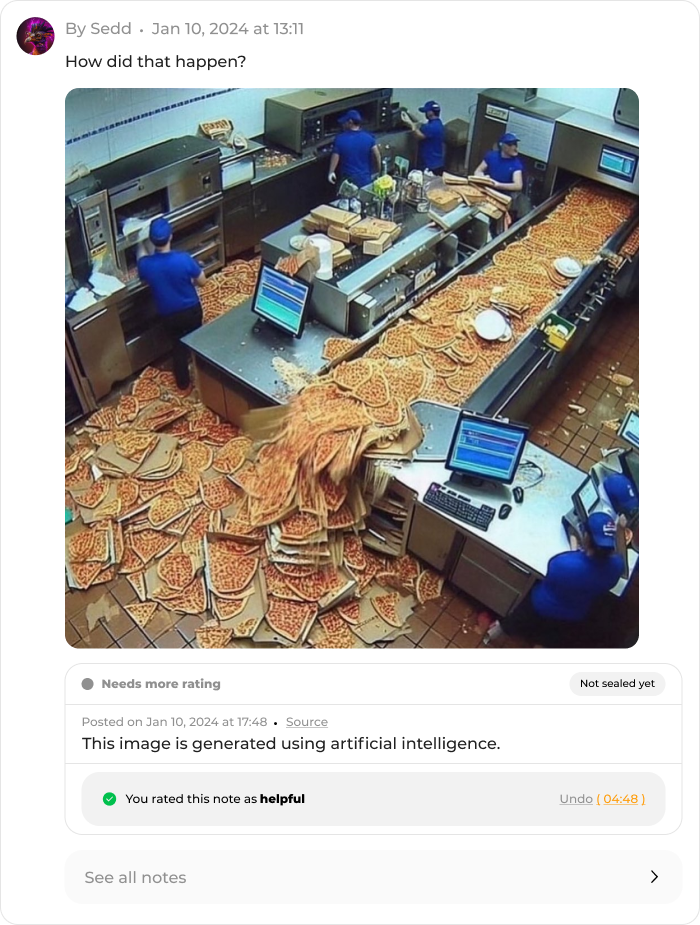 By Sedd • Jan 10, 2024 at 13:11
How did that happen?
Needs more rating
Not sealed yet
Posted on Jan 10, 2024 at 17:48 • Source
This image is generated using artificial intelligence.
You rated this note as helpful
Undo ( 04:48 )
See all notes